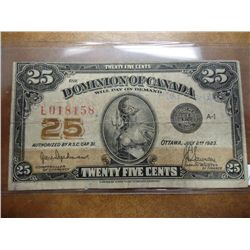 TWENTY FIVE CENTS
25 THE DOMINION OF CANADA 25
WILL PAY ON DEMAND
E018458
A-1
25
AUTHORIZED BY R.S.C. CAP 31.
OTTAWA, JULY 2ND 1923.
25 TWENTY FIVE CENTS 25